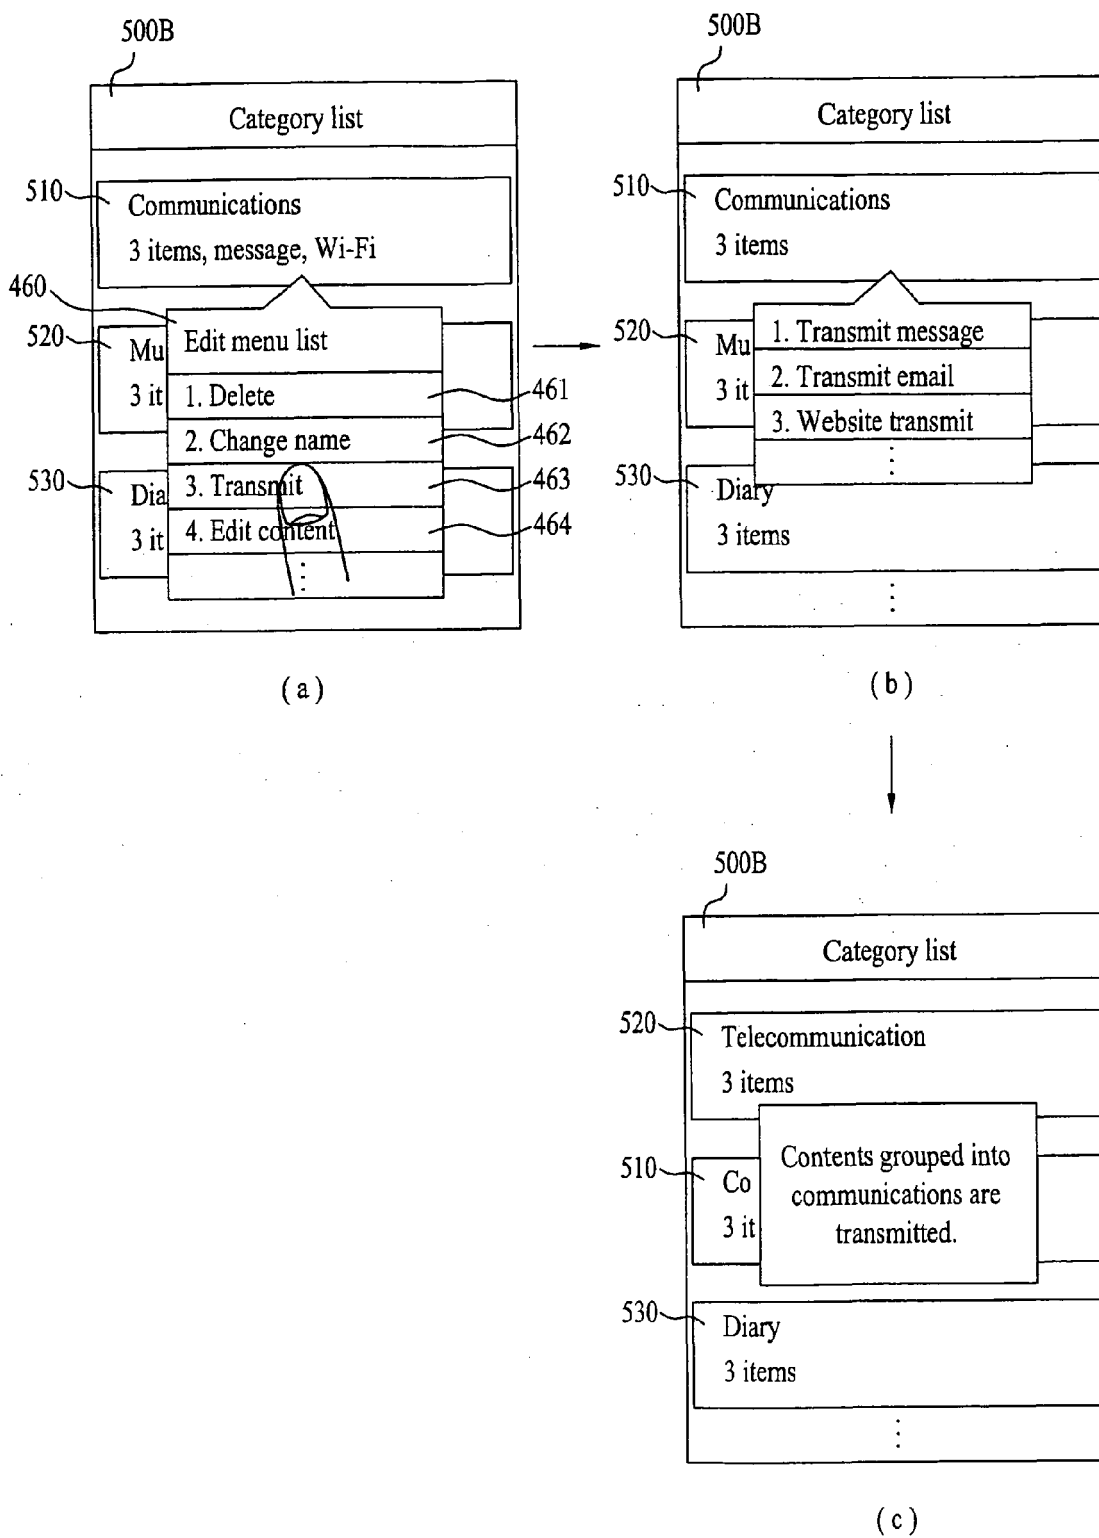 500B
Category list
510
Communications
3 items, message, Wi-Fi
460
Edit menu list
520
Mu
3 it
1. Delete
461
2. Change name
462
530
Dia
3 it
3. Transmit
463
4. Edit content
464
(a)
500B
Category list
510
Communications
3 items
520
Mu
3 it
1. Transmit message
2. Transmit email
3. Website transmit
530
Diary
3 items
(b)
500B
Category list
520
Telecommunication
3 items
510
Co
3 it
Contents grouped into
communications are
transmitted.
530
Diary
3 items
(c)